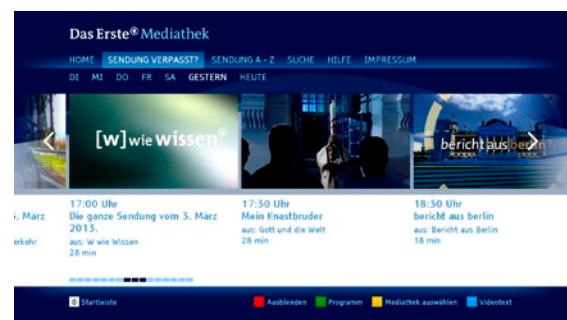 Das Erste® Mediathek
HOME SENDUNG VERPASST? SENDUNG A - Z SUCHE HILFE IMPRESSUM
DI MI DO FR SA GESTERN HEUTE
[w] wie wissen
bericht aus berlin
17:00 Uhr 17:30 Uhr 18:30 Uhr
. März Die ganze Sendung vom 3. März Mein Knastbruder bericht aus berlin
2013. aus: Gott und die Welt aus: Bericht aus Berlin
erkehr aus: W wie Wissen 28 min 18 min
28 min
Startleiste Ausblenden Programm Mediathek auswählen Videotext